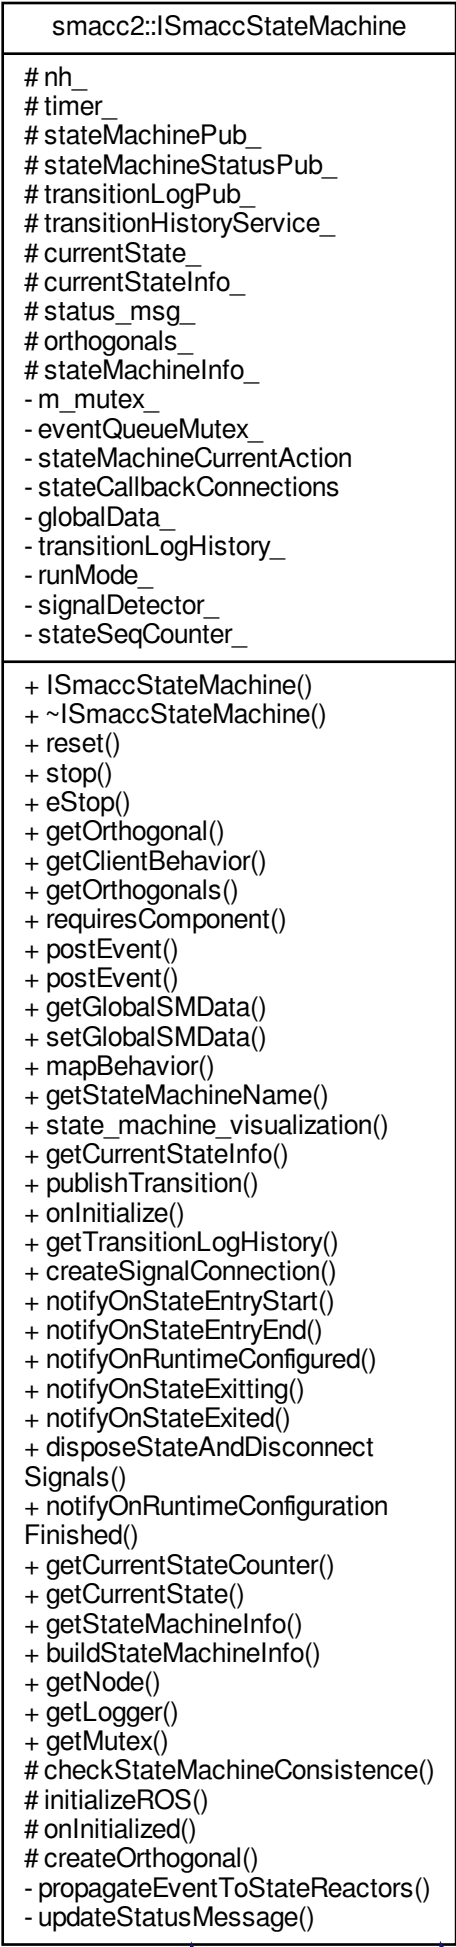 smacc2::ISmaccStateMachine
# nh_
# timer_
# stateMachinePub_
# stateMachineStatusPub_
# transitionLogPub_
# transitionHistoryService_
# currentState_
# currentStateInfo_
# status_msg_
# orthogonals_
# stateMachineInfo_
- m_mutex_
- eventQueueMutex_
- stateMachineCurrentAction
- stateCallbackConnections
- globalData_
- transitionLogHistory_
- runMode_
- signalDetector_
- stateSeqCounter_
+ ISmaccStateMachine()
+ ~ISmaccStateMachine()
+ reset()
+ stop()
+ eStop()
+ getOrthogonal()
+ getClientBehavior()
+ getOrthogonals()
+ requiresComponent()
+ postEvent()
+ postEvent()
+ getGlobalSMData()
+ setGlobalSMData()
+ mapBehavior()
+ getStateMachineName()
+ state_machine_visualization()
+ getCurrentStateInfo()
+ publishTransition()
+ onInitialize()
+ getTransitionLogHistory()
+ createSignalConnection()
+ notifyOnStateEntryStart()
+ notifyOnStateEntryEnd()
+ notifyOnRuntimeConfigured()
+ notifyOnStateExitting()
+ notifyOnStateExited()
+ disposeStateAndDisconnect
Signals()
+ notifyOnRuntimeConfiguration
Finished()
+ getCurrentStateCounter()
+ getCurrentState()
+ getStateMachineInfo()
+ buildStateMachineInfo()
+ getNode()
+ getLogger()
+ getMutex()
# checkStateMachineConsistence()
# initializeROS()
# onInitialized()
# createOrthogonal()
- propagateEventToStateReactors()
- updateStatusMessage()